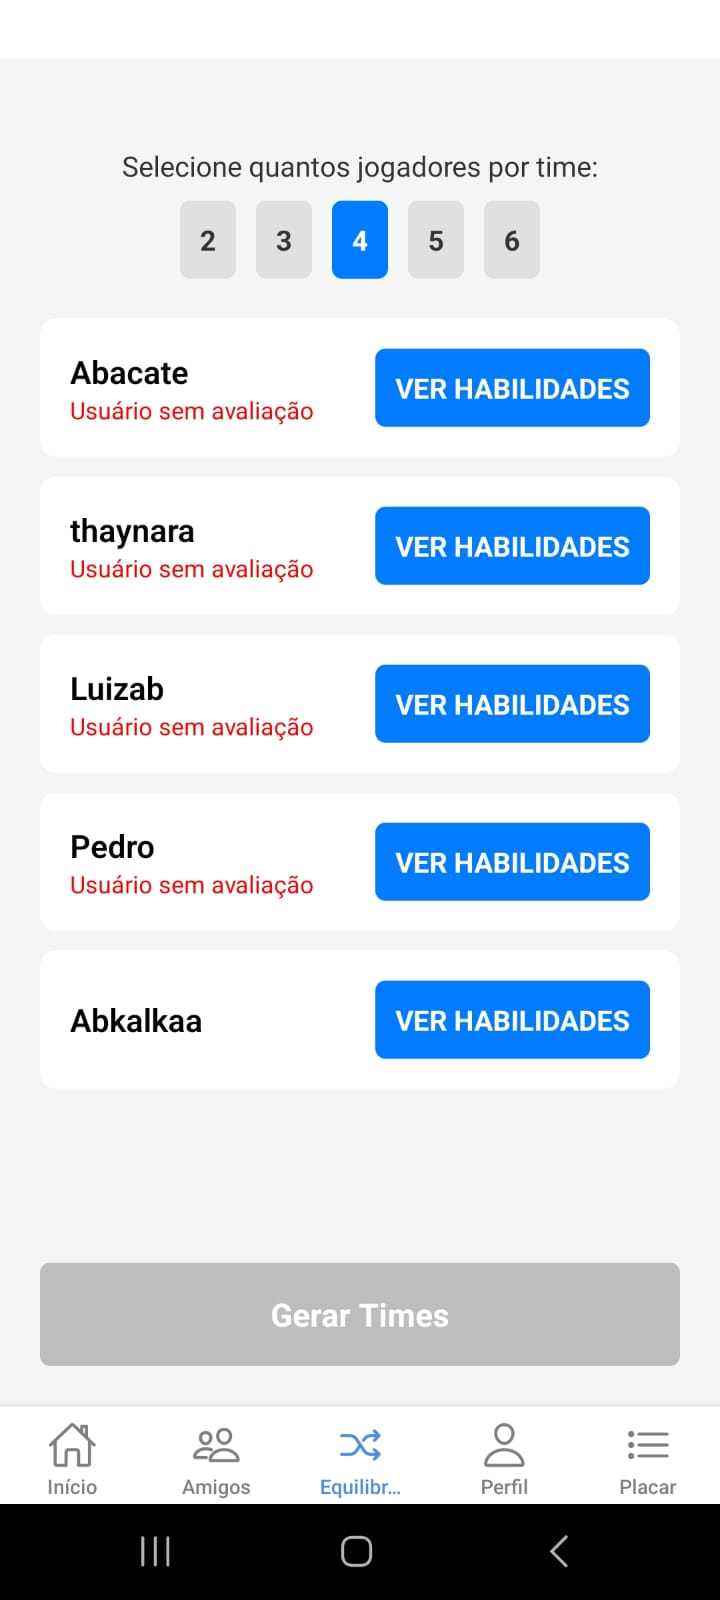 Selecione quantos jogadores por time:
2 3 4 5 6
Abacate
Usuário sem avaliação
VER HABILIDADES
thaynara
Usuário sem avaliação
VER HABILIDADES
Luizab
Usuário sem avaliação
VER HABILIDADES
Pedro
Usuário sem avaliação
VER HABILIDADES
Abkalkaa
VER HABILIDADES
Gerar Times
Início Amigos Equilibr... Perfil Placar